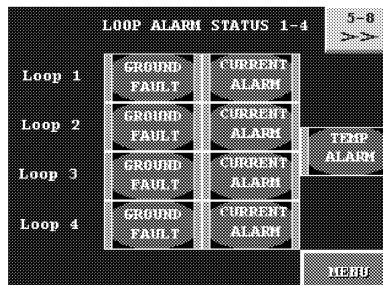 LOOP ALARM STATUS 1-4
5-8
>>
Loop 1
GROUND
FAULT
CURRENT
ALARM
Loop 2
GROUND
FAULT
CURRENT
ALARM
TEMP
ALARM
Loop 3
GROUND
FAULT
CURRENT
ALARM
Loop 4
GROUND
FAULT
CURRENT
ALARM
MENU